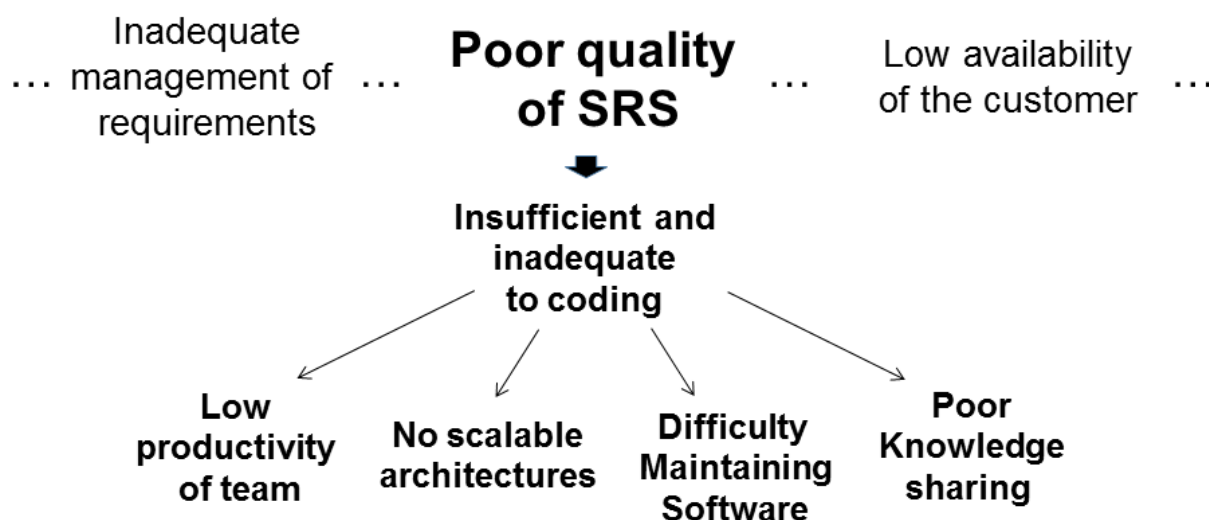 ... Inadequate management of requirements ... Poor quality of SRS ... Low availability of the customer ...
Insufficient and
inadequate
to coding
Low
productivity
of team
No scalable
architectures
Difficulty
Maintaining
Software
Poor
Knowledge
sharing